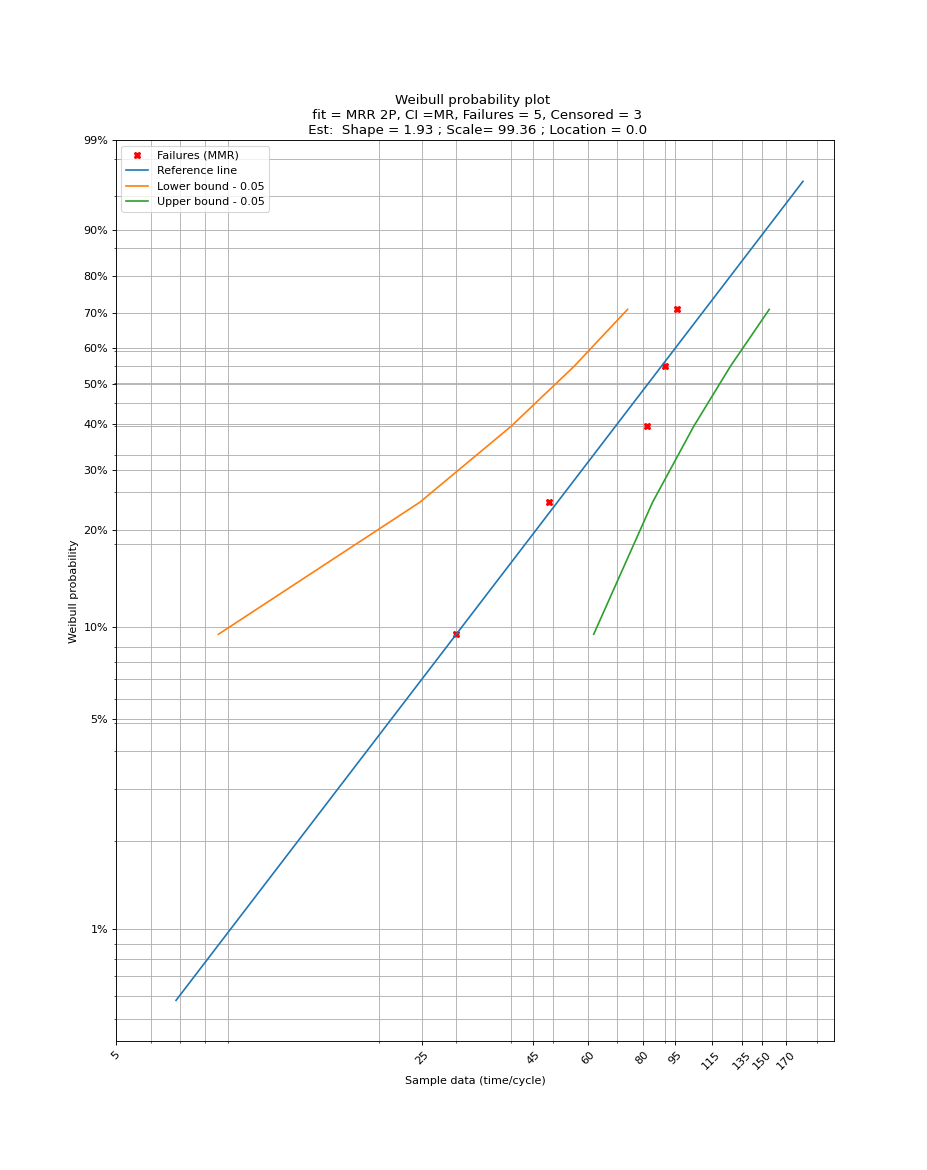 Weibull probability plot
fit = MRR 2P, CI =MR, Failures = 5, Censored = 3
Est:  Shape = 1.93 ; Scale= 99.36 ; Location = 0.0
Failures (MMR)
Reference line
Lower bound - 0.05
Upper bound - 0.05
99%
90%
80%
70%
60%
50%
40%
30%
20%
10%
5%
1%
Weibull probability
5
25
45
60
80
95
115
135
150
170
Sample data (time/cycle)